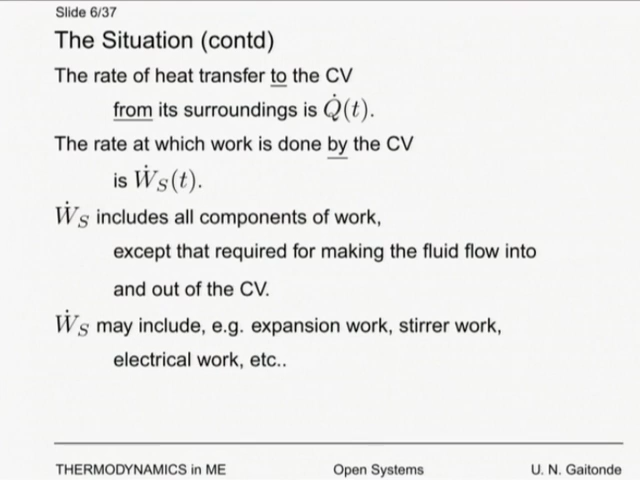 Slide 6/37
The Situation (contd)
The rate of heat transfer to the CV
from its surroundings is Q̇(t).
The rate at which work is done by the CV
is Ẇ_S(t).
Ẇ_S includes all components of work,
except that required for making the fluid flow into
and out of the CV.
Ẇ_S may include, e.g. expansion work, stirrer work,
electrical work, etc..
THERMODYNAMICS in ME Open Systems U. N. Gaitonde